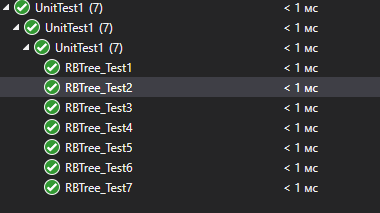 UnitTest1 (7) < 1 мс
UnitTest1 (7) < 1 мс
UnitTest1 (7) < 1 мс
RBTree_Test1 < 1 мс
RBTree_Test2 < 1 мс
RBTree_Test3 < 1 мс
RBTree_Test4 < 1 мс
RBTree_Test5 < 1 мс
RBTree_Test6 < 1 мс
RBTree_Test7 < 1 мс